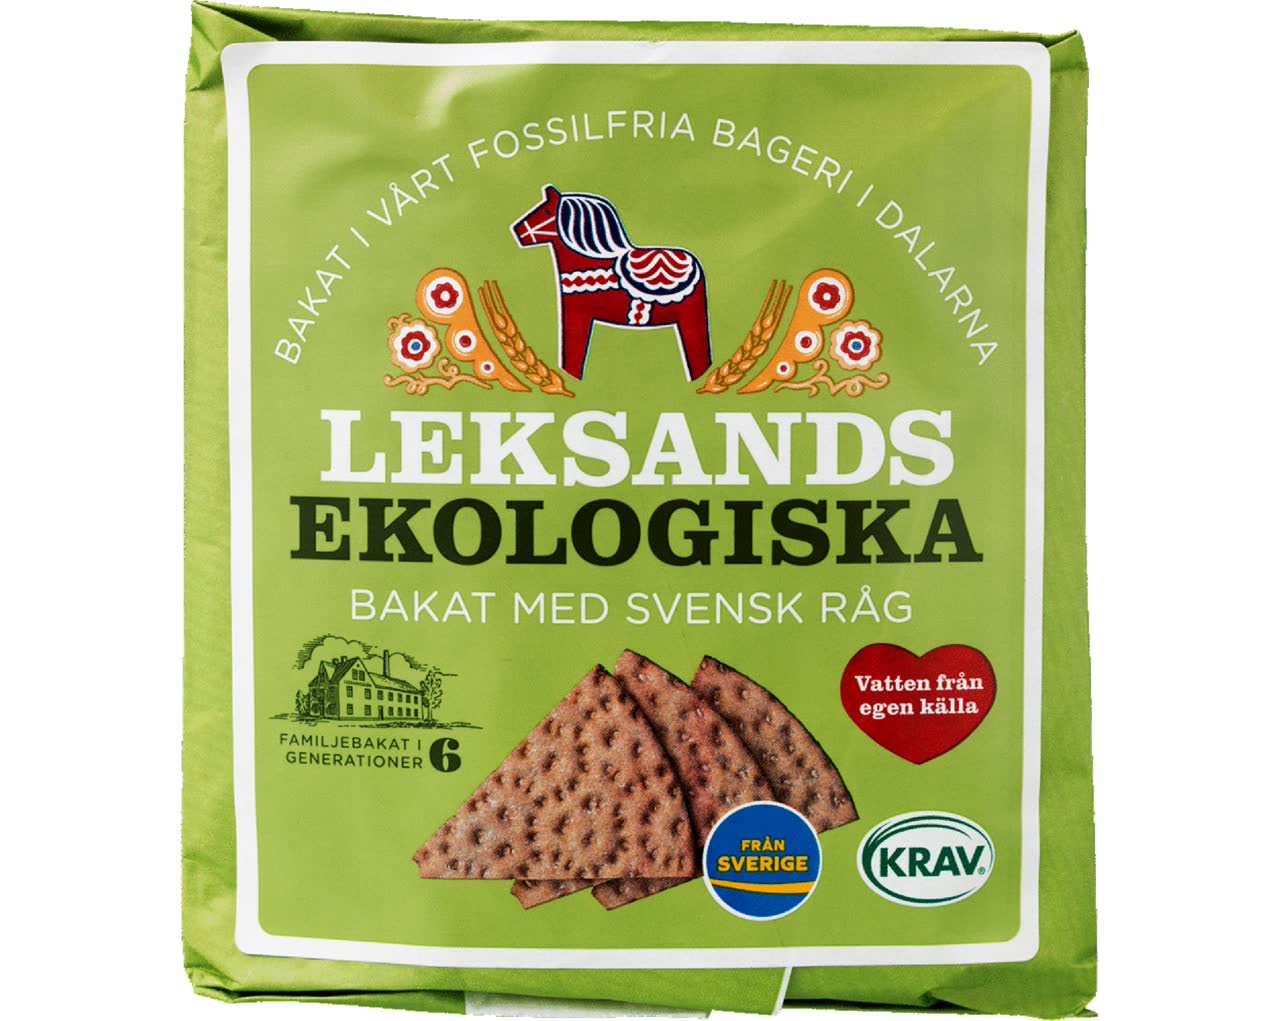 BAKAT I VÅRT FOSSILFRIA BAGERI I DALARNA
LEKSANDS
EKOLOGISKA
BAKAT MED SVENSK RÅG
Vatten från
egen källa
FAMILJEBAKAT I
GENERATIONER 6
FRÅN
SVERIGE
KRAV®